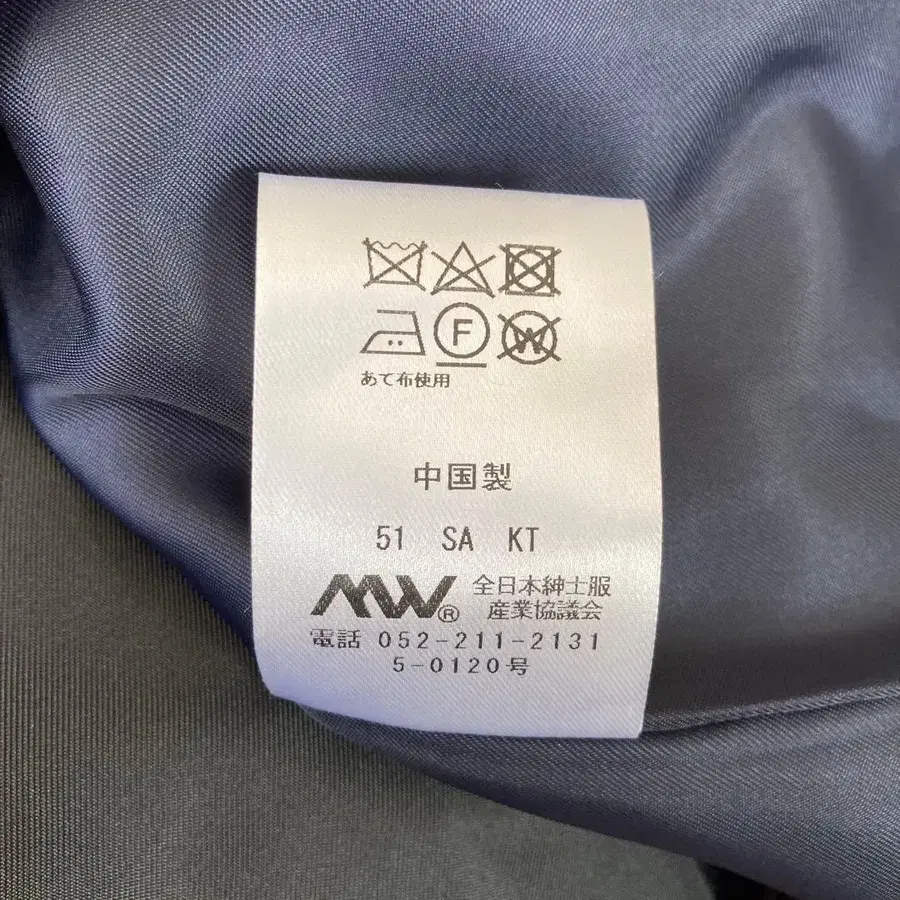 F W
あて布使用
中国製
51 SA KT
MW® 全日本紳士服
産業協議会
電話 052-211-2131
5-0120号